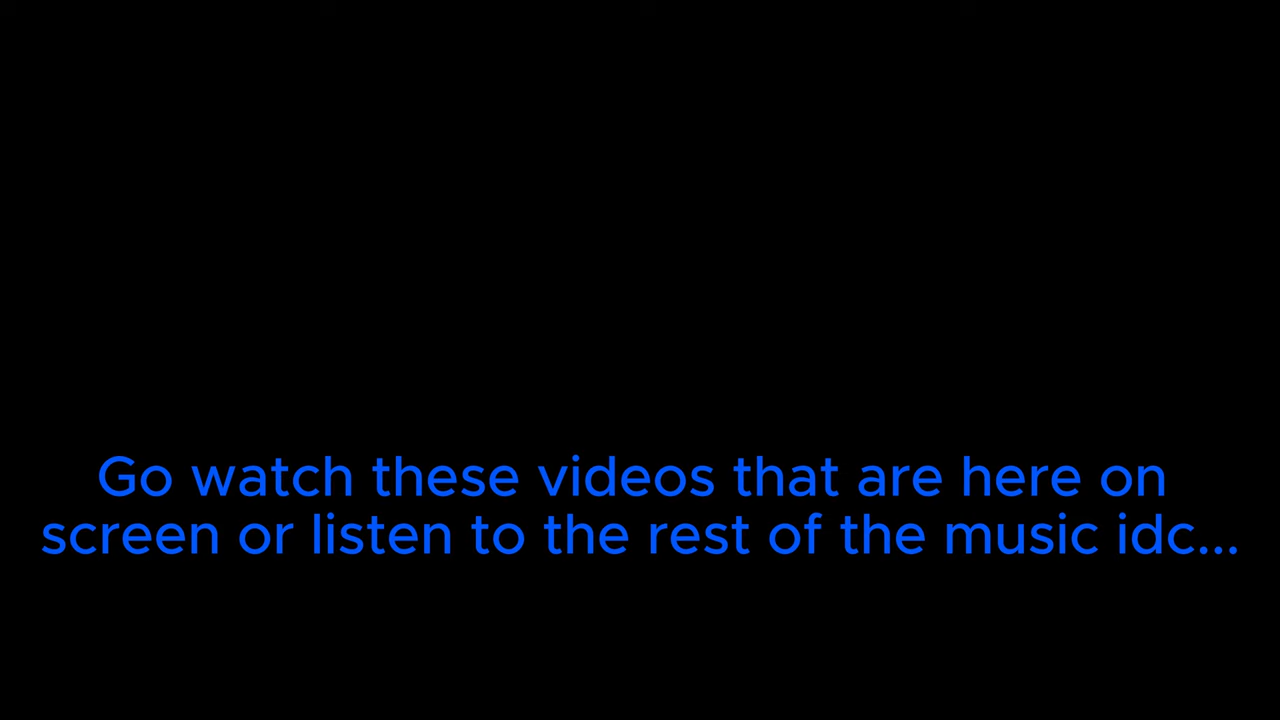 Go watch these videos that are here on
screen or listen to the rest of the music idc...